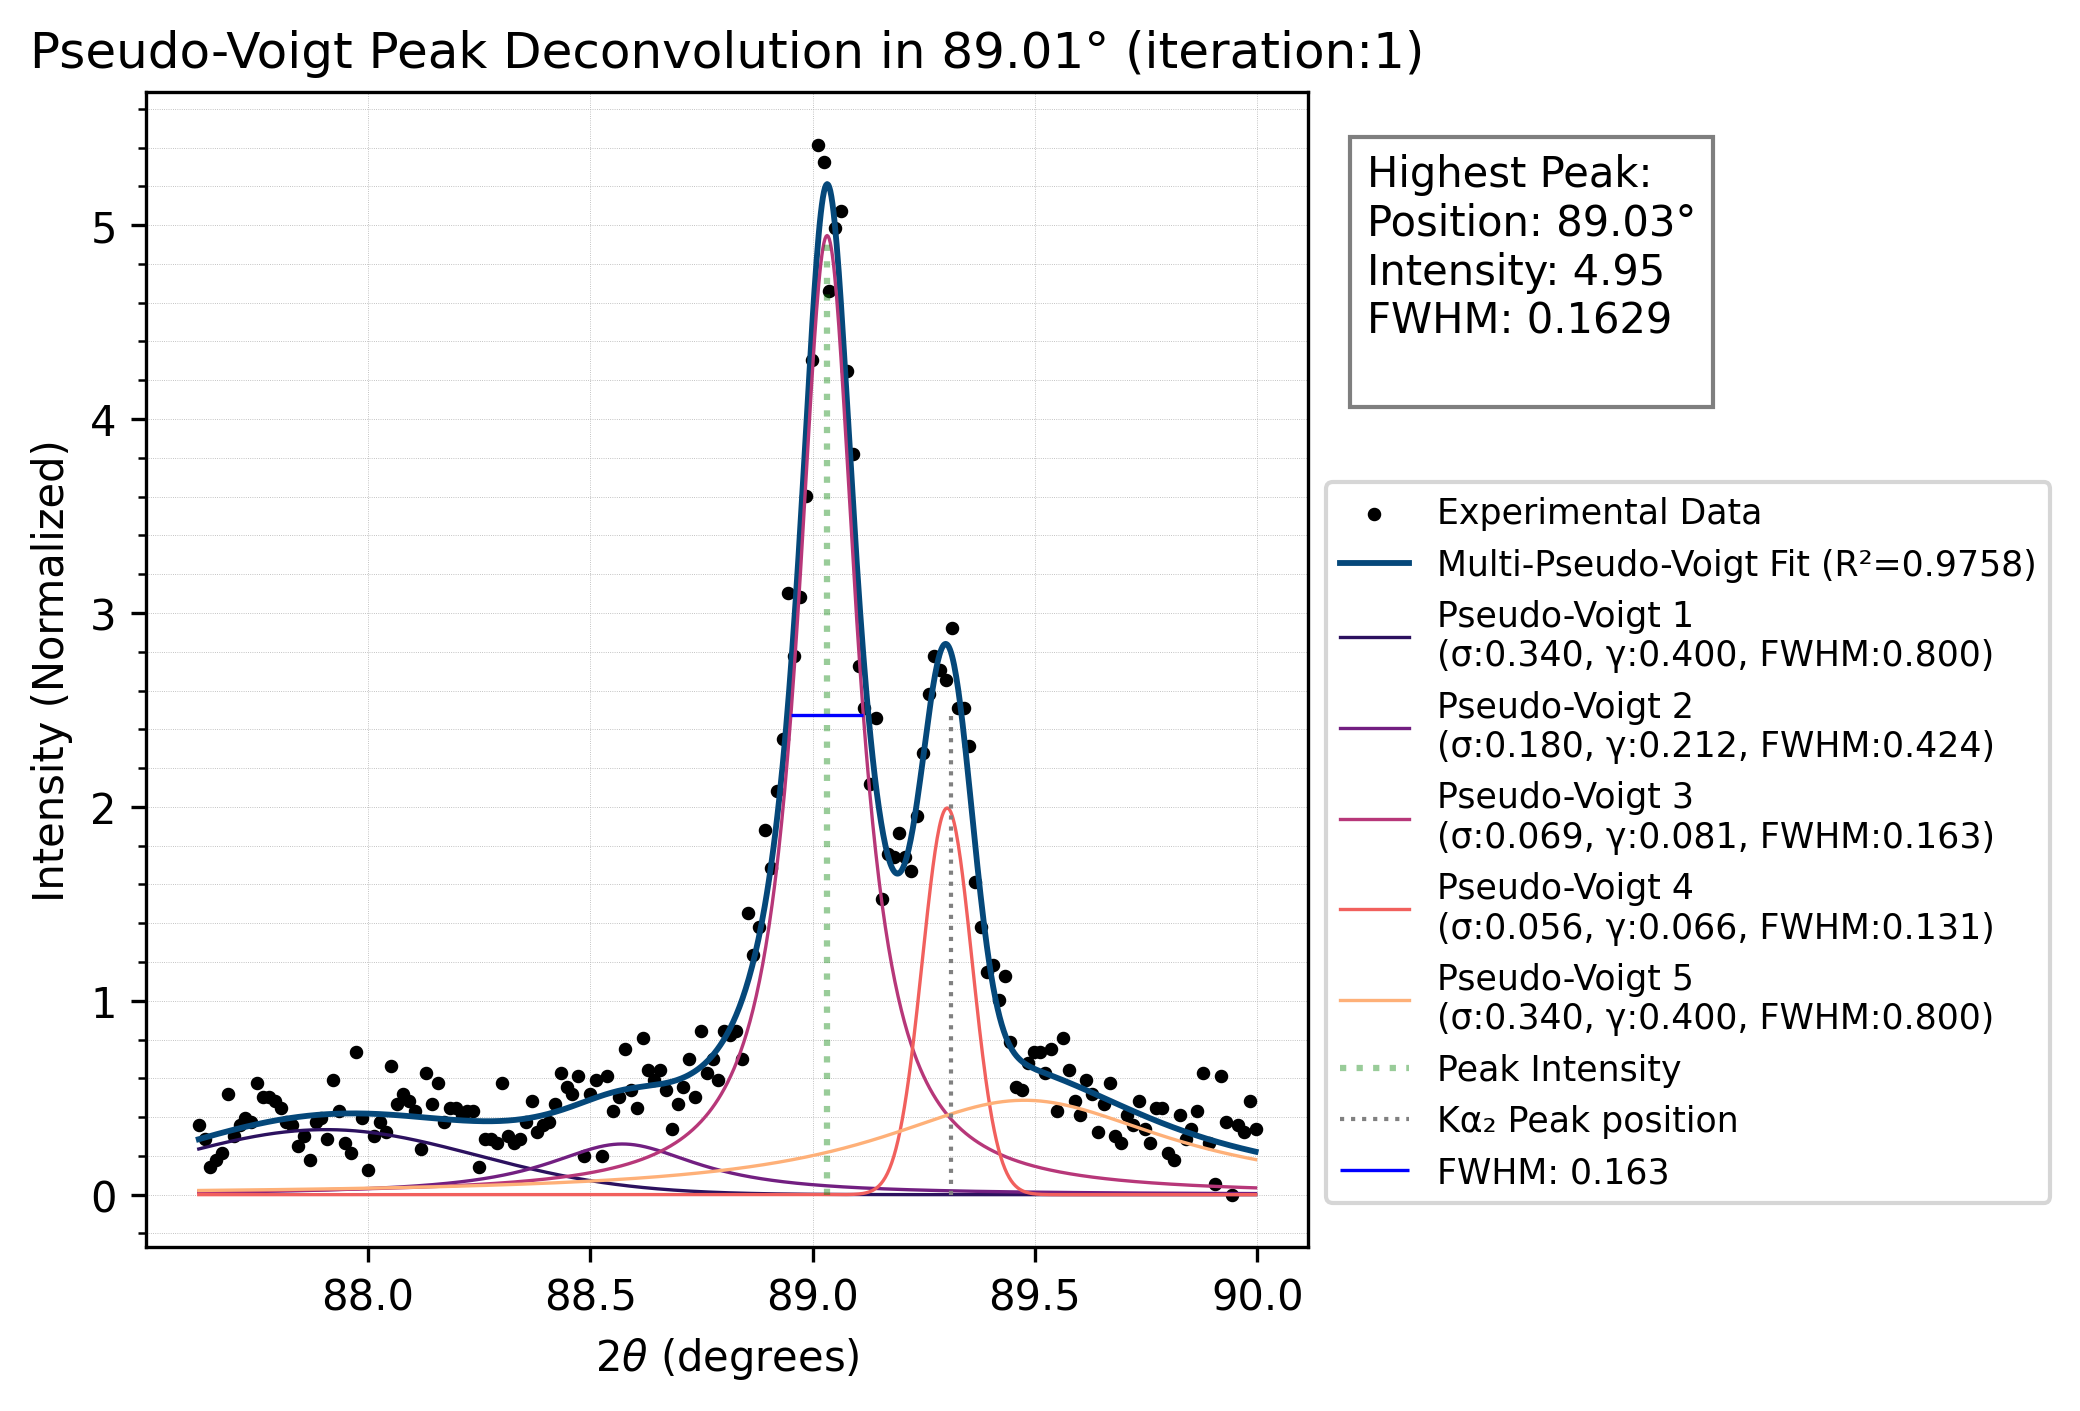 Pseudo-Voigt Peak Deconvolution in 89.01° (iteration:1)
Highest Peak:
Position: 89.03°
Intensity: 4.95
FWHM: 0.1629
Intensity (Normalized)
5
4
3
2
1
0
88.0
88.5
89.0
89.5
90.0
2θ (degrees)
Experimental Data
Multi-Pseudo-Voigt Fit (R²=0.9758)
Pseudo-Voigt 1
(σ:0.340, γ:0.400, FWHM:0.800)
Pseudo-Voigt 2
(σ:0.180, γ:0.212, FWHM:0.424)
Pseudo-Voigt 3
(σ:0.069, γ:0.081, FWHM:0.163)
Pseudo-Voigt 4
(σ:0.056, γ:0.066, FWHM:0.131)
Pseudo-Voigt 5
(σ:0.340, γ:0.400, FWHM:0.800)
Peak Intensity
Kα₂ Peak position
FWHM: 0.163